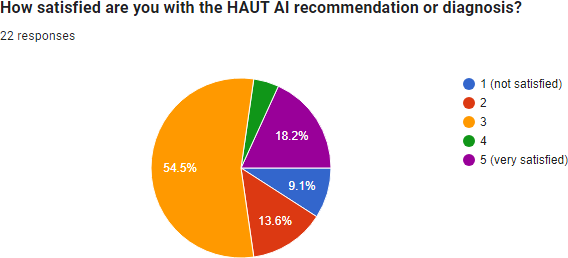 How satisfied are you with the HAUT AI recommendation or diagnosis?
22 responses
1 (not satisfied)
2
3
4
5 (very satisfied)
18.2%
54.5%
9.1%
13.6%